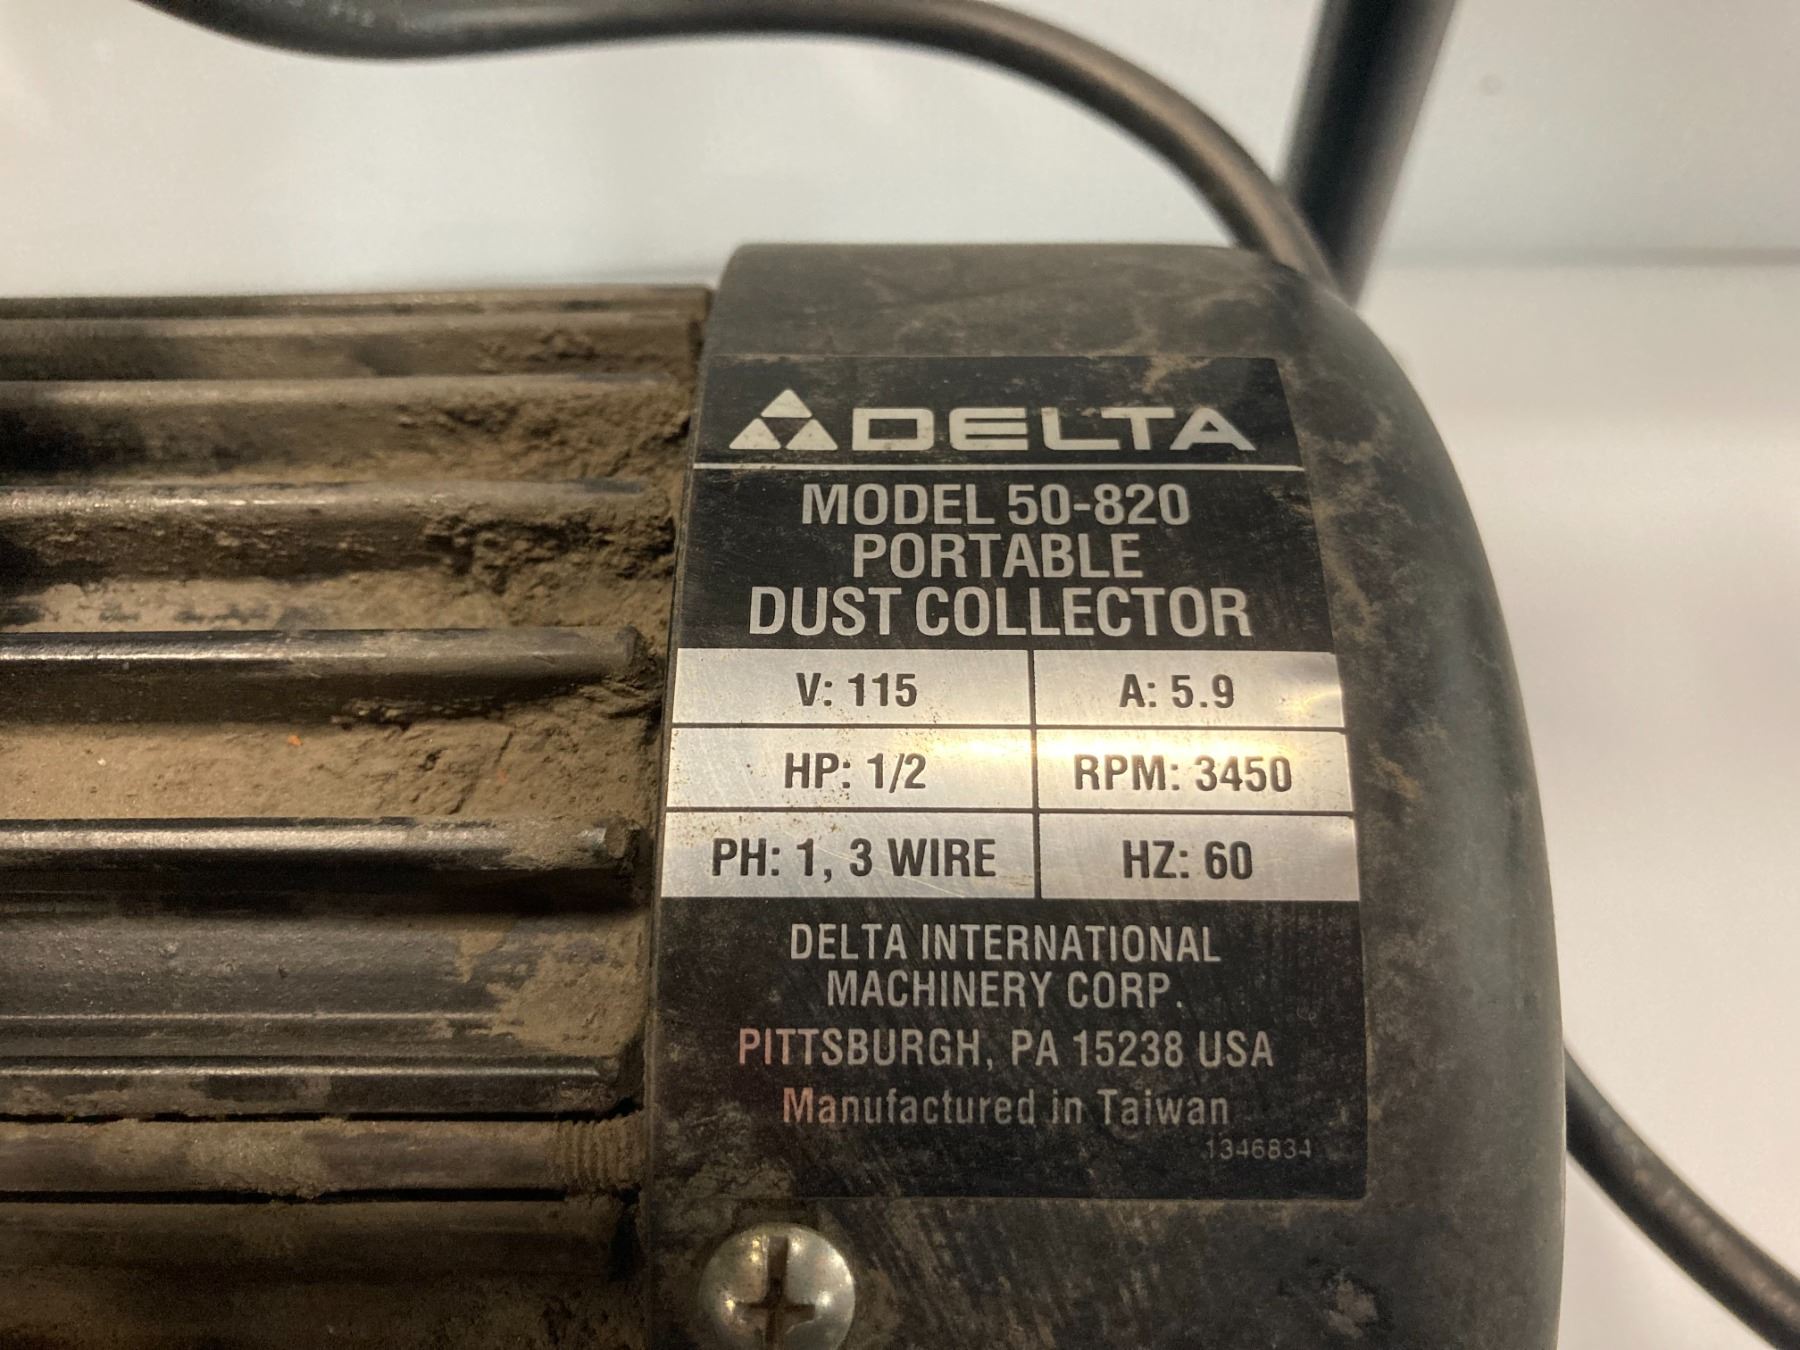 DELTA
MODEL 50-820
PORTABLE
DUST COLLECTOR
V: 115 A: 5.9
HP: 1/2 RPM: 3450
PH: 1, 3 WIRE HZ: 60
DELTA INTERNATIONAL
MACHINERY CORP.
PITTSBURGH, PA 15238 USA
Manufactured in Taiwan
1346834